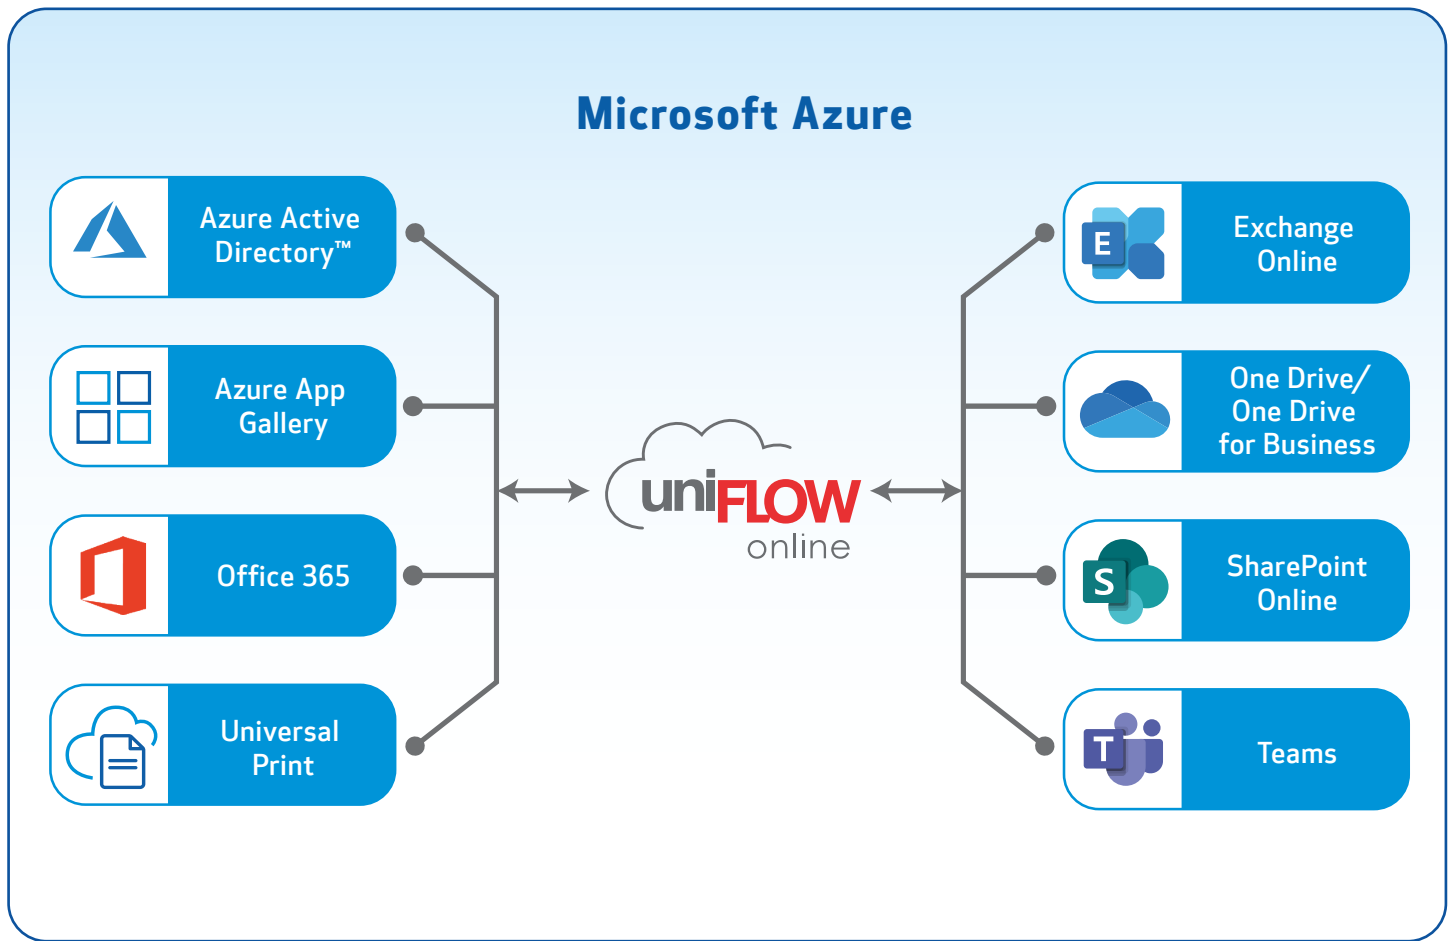 Microsoft Azure
Azure Active
Directory™
Azure App
Gallery
Office 365
Universal
Print
uniFLOW
online
E
Exchange
Online
One Drive/
One Drive
for Business
S
SharePoint
Online
T
Teams